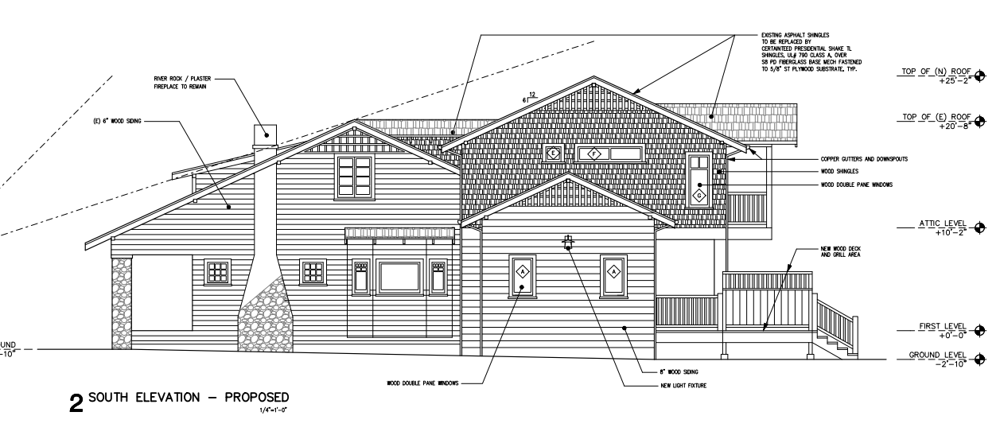 EXISTING ASPHALT SHINGLES
TO BE REPLACED BY
CERTAINTEED PRESIDENTIAL SHAKE TL
SHINGLES, UL# 790 CLASS A, OVER
SB PD FIBERGLASS BASE MECH FASTENED
TO 5/8" ST PLYWOOD SUBSTRATE, TYP.
TOP OF (N) ROOF
+25'-2"
RIVER ROCK / PLASTER
FIREPLACE TO REMAIN
12
6
(E) 6" WOOD SIDING
TOP OF (E) ROOF
+20'-8"
E
F
COPPER GUTTERS AND DOWNSPOUTS
WOOD SHINGLES
WOOD DOUBLE PANE WINDOWS
G
ATTIC LEVEL
+10'-2"
NEW WOOD DECK
AND GRILL AREA
A
A
FIRST LEVEL
+0'-0"
UND
-10"
GROUND LEVEL
-2'-10"
8" WOOD SIDING
WOOD DOUBLE PANE WINDOWS
NEW LIGHT FIXTURE
2 SOUTH ELEVATION - PROPOSED
1/4"=1'-0"